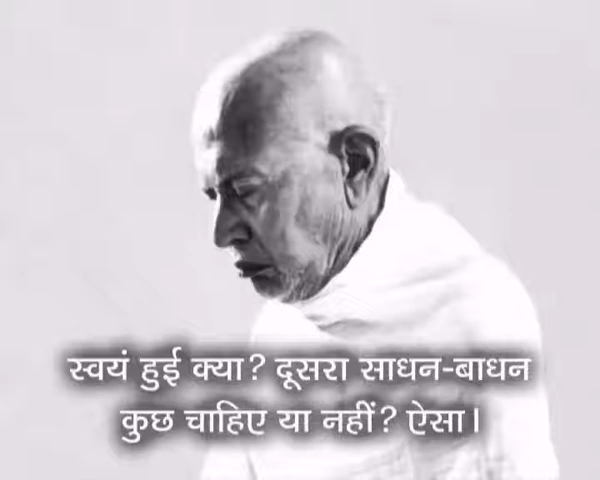 स्वयं हुई क्या? दूसरा साधन-बाधन
कुछ चाहिए या नहीं? ऐसा।